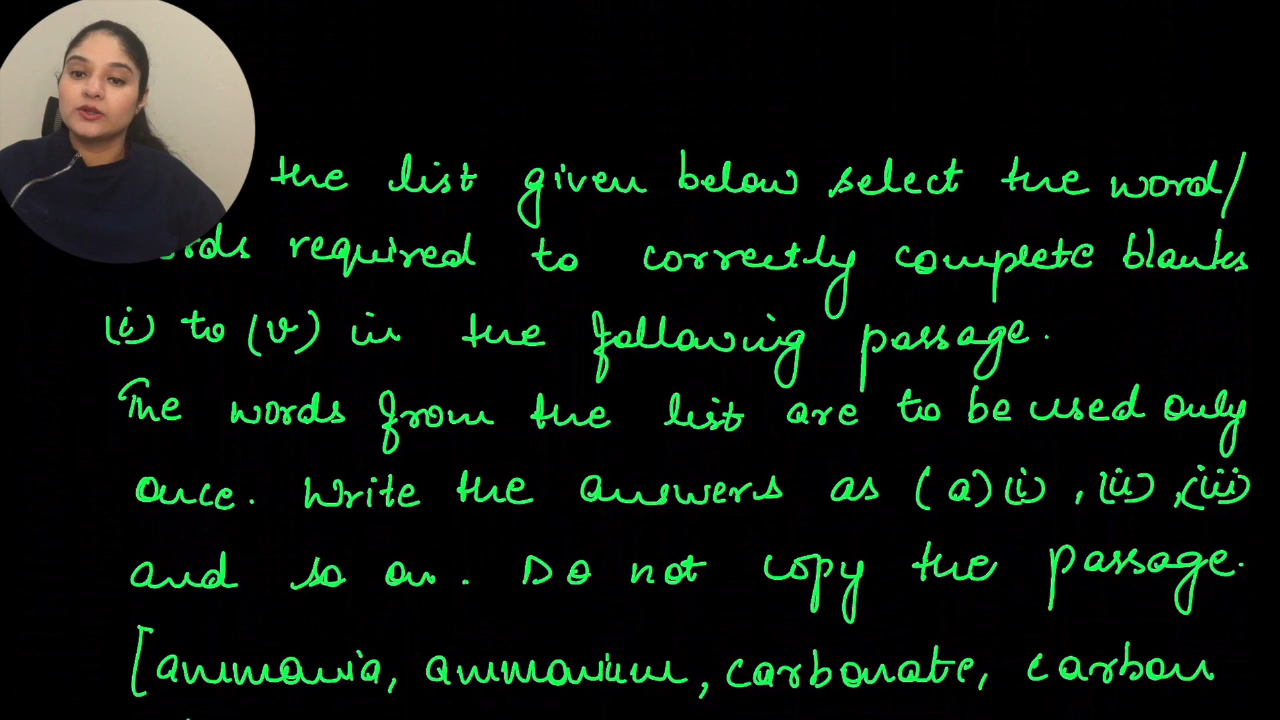 the list given below select the word/
required to correctly complete blanks
(i) to (v) in the following passage.
The words from the list are to be used only
once. Write the answers as (a)(i), (ii), (iii)
and so on. Do not copy the passage.
[ammonia, ammonium, carbonate, carbon